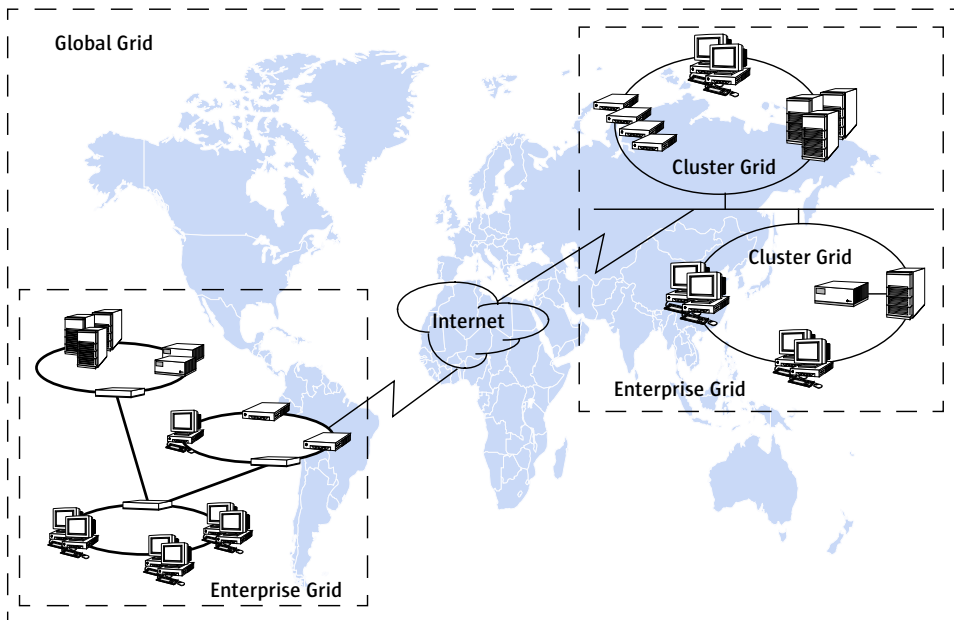 Global Grid
Cluster Grid
Cluster Grid
Internet
Enterprise Grid
Enterprise Grid